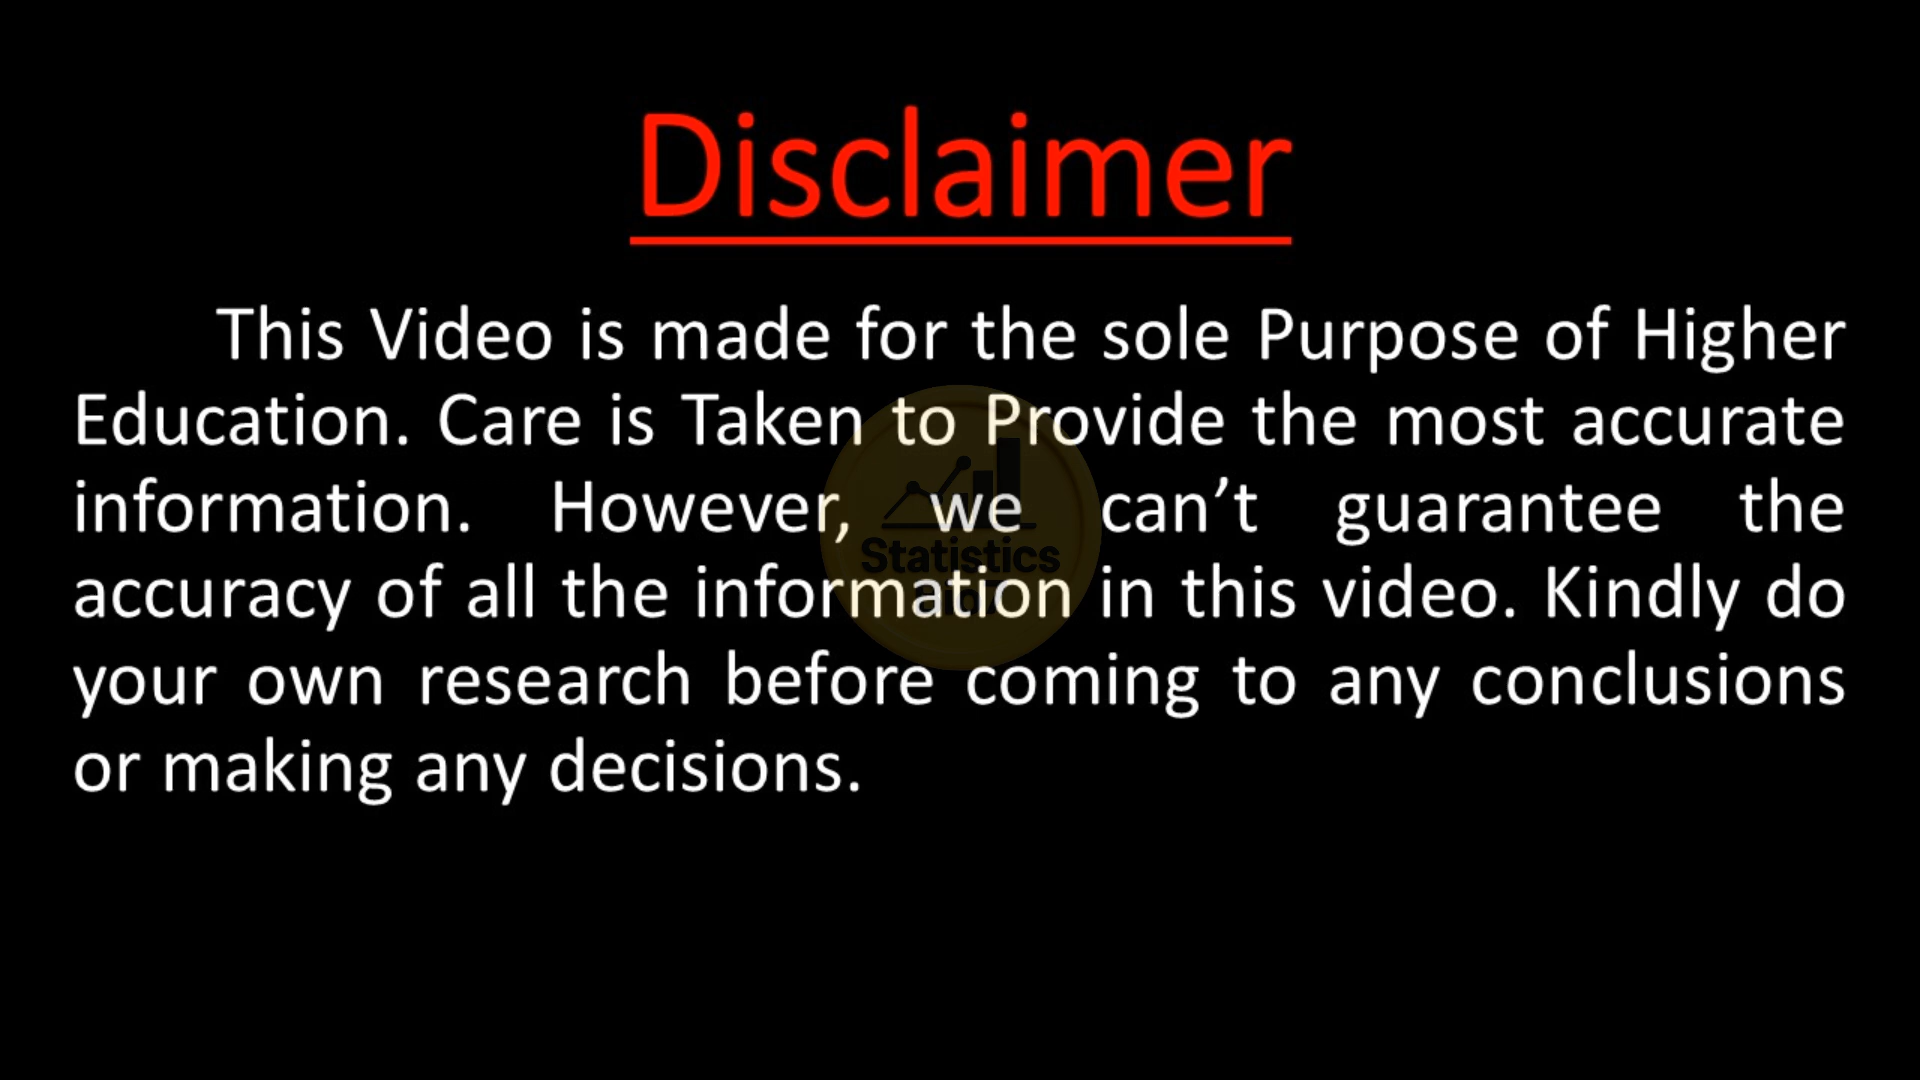 Disclaimer
This Video is made for the sole Purpose of Higher
Education. Care is Taken to Provide the most accurate
information. However, we can’t guarantee the
accuracy of all the information in this video. Kindly do
your own research before coming to any conclusions
or making any decisions.
Statistics